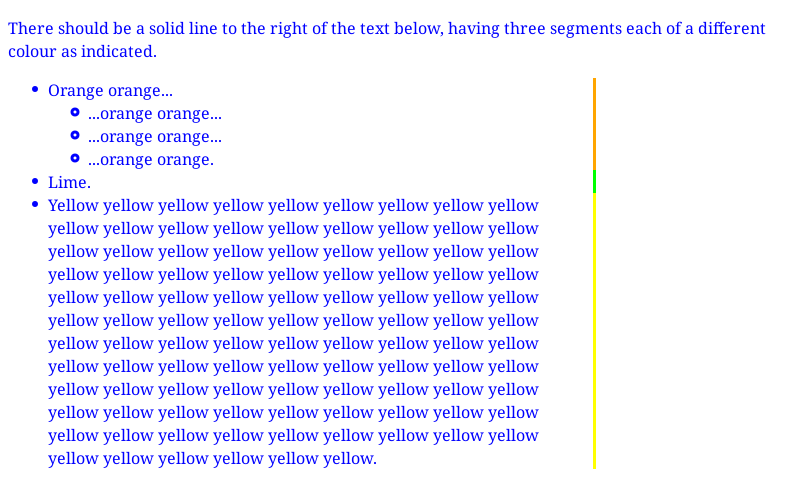 There should be a solid line to the right of the text below, having three segments each of a different
colour as indicated.
Orange orange...
...orange orange...
...orange orange...
...orange orange.
Lime.
Yellow yellow yellow yellow yellow yellow yellow yellow yellow
yellow yellow yellow yellow yellow yellow yellow yellow yellow
yellow yellow yellow yellow yellow yellow yellow yellow yellow
yellow yellow yellow yellow yellow yellow yellow yellow yellow
yellow yellow yellow yellow yellow yellow yellow yellow yellow
yellow yellow yellow yellow yellow yellow yellow yellow yellow
yellow yellow yellow yellow yellow yellow yellow yellow yellow
yellow yellow yellow yellow yellow yellow yellow yellow yellow
yellow yellow yellow yellow yellow yellow yellow yellow yellow
yellow yellow yellow yellow yellow yellow yellow yellow yellow
yellow yellow yellow yellow yellow yellow yellow yellow yellow
yellow yellow yellow yellow yellow yellow.